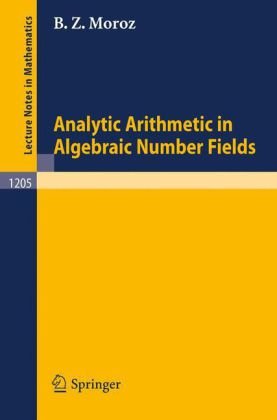 B. Z. Moroz
Lecture Notes in Mathematics
Analytic Arithmetic in
Algebraic Number Fields
1205
Springer